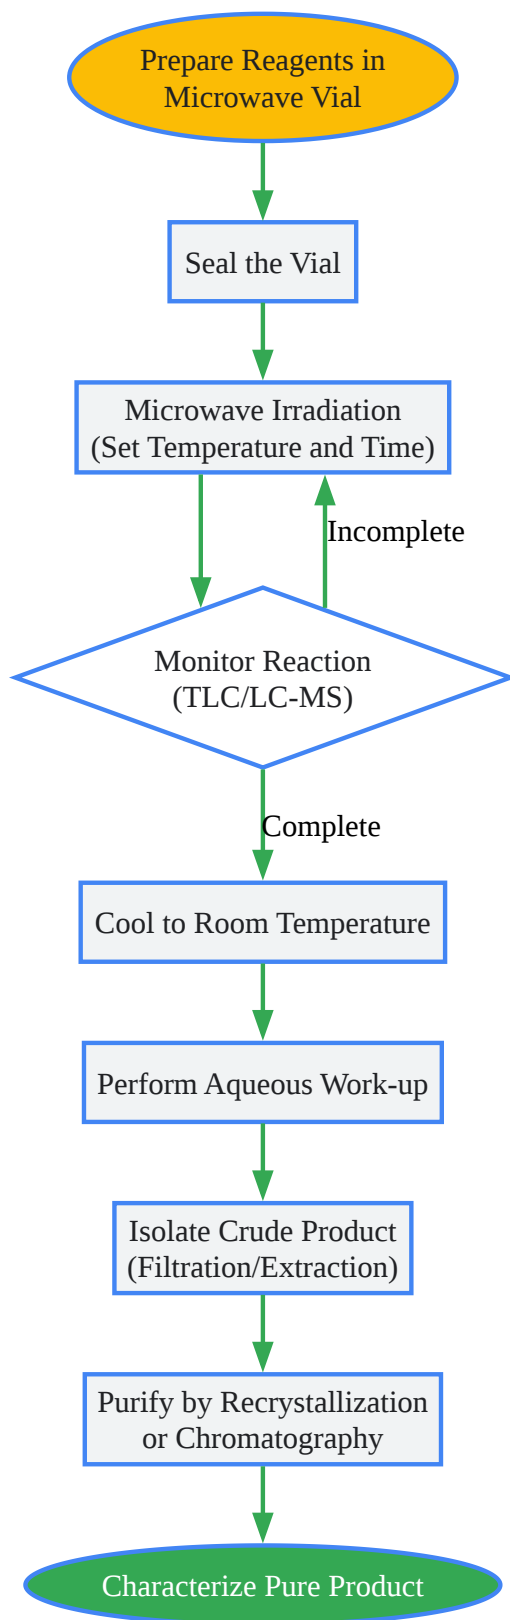 Prepare Reagents in
Microwave Vial
Seal the Vial
Microwave Irradiation
(Set Temperature and Time)
Incomplete
Monitor Reaction
(TLC/LC-MS)
Complete
Cool to Room Temperature
Perform Aqueous Work-up
Isolate Crude Product
(Filtration/Extraction)
Purify by Recrystallization
or Chromatography
Characterize Pure Product